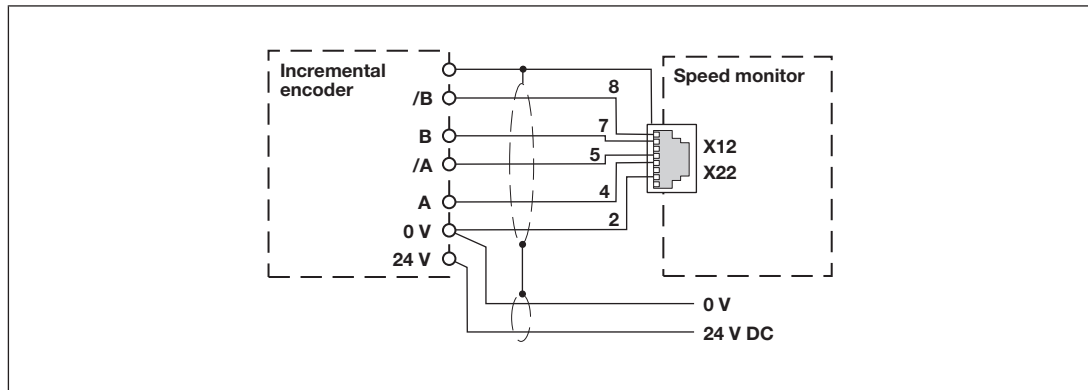 Incremental
encoder
Speed monitor
/B
8
B
7
X12
/A
5
X22
A
4
0 V
2
24 V
0 V
24 V DC